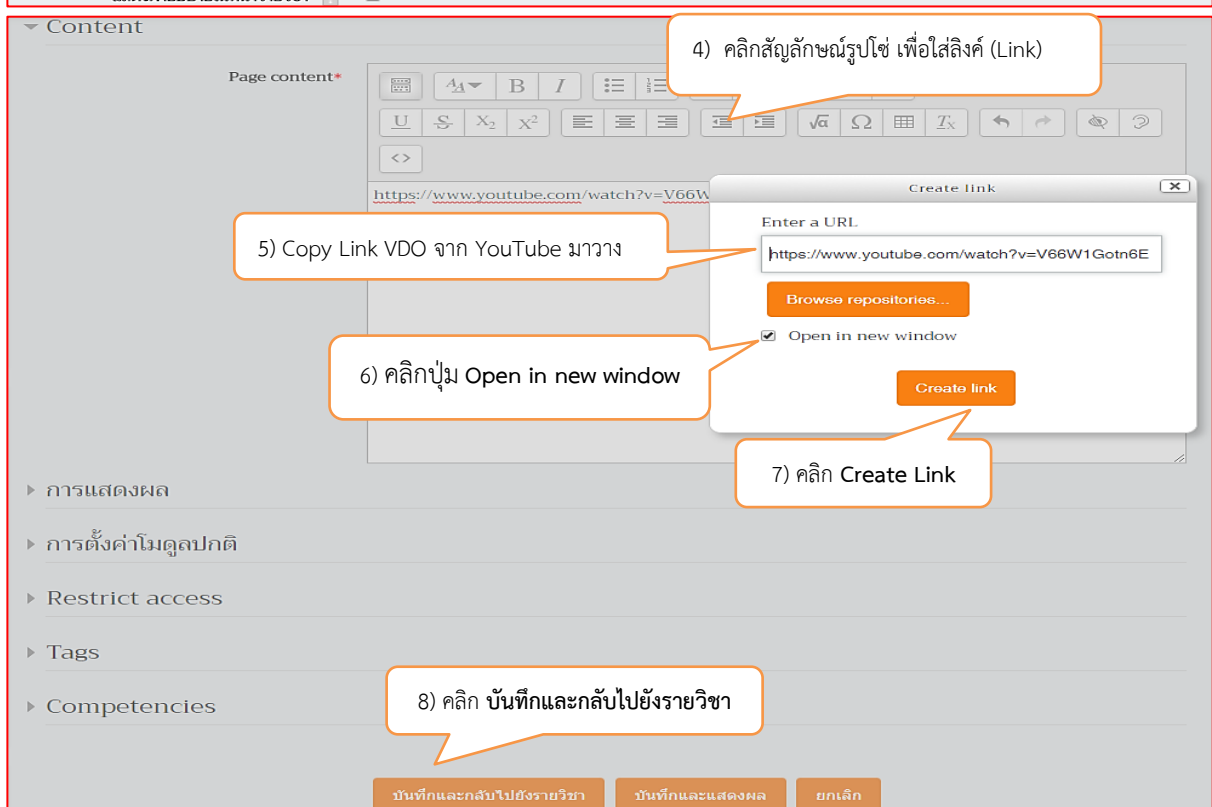 Content
4) คลิกสัญลักษณ์รูปโซ่ เพื่อใส่ลิงค์ (Link)
Page content*
B I
U S X2 X2 √α Ω Tx
<>
https://www.youtube.com/watch?v=V66W
Create link
Enter a URL
5) Copy Link VDO จาก YouTube มาวาง
https://www.youtube.com/watch?v=V66W1Gotn6E
Browse repositories...
Open in new window
6) คลิกปุ่ม Open in new window
Create link
7) คลิก Create Link
การแสดงผล
การตั้งค่าโมดูลปกติ
Restrict access
Tags
8) คลิก บันทึกและกลับไปยังรายวิชา
Competencies
บันทึกและกลับไปยังรายวิชา บันทึกและแสดงผล ยกเลิก